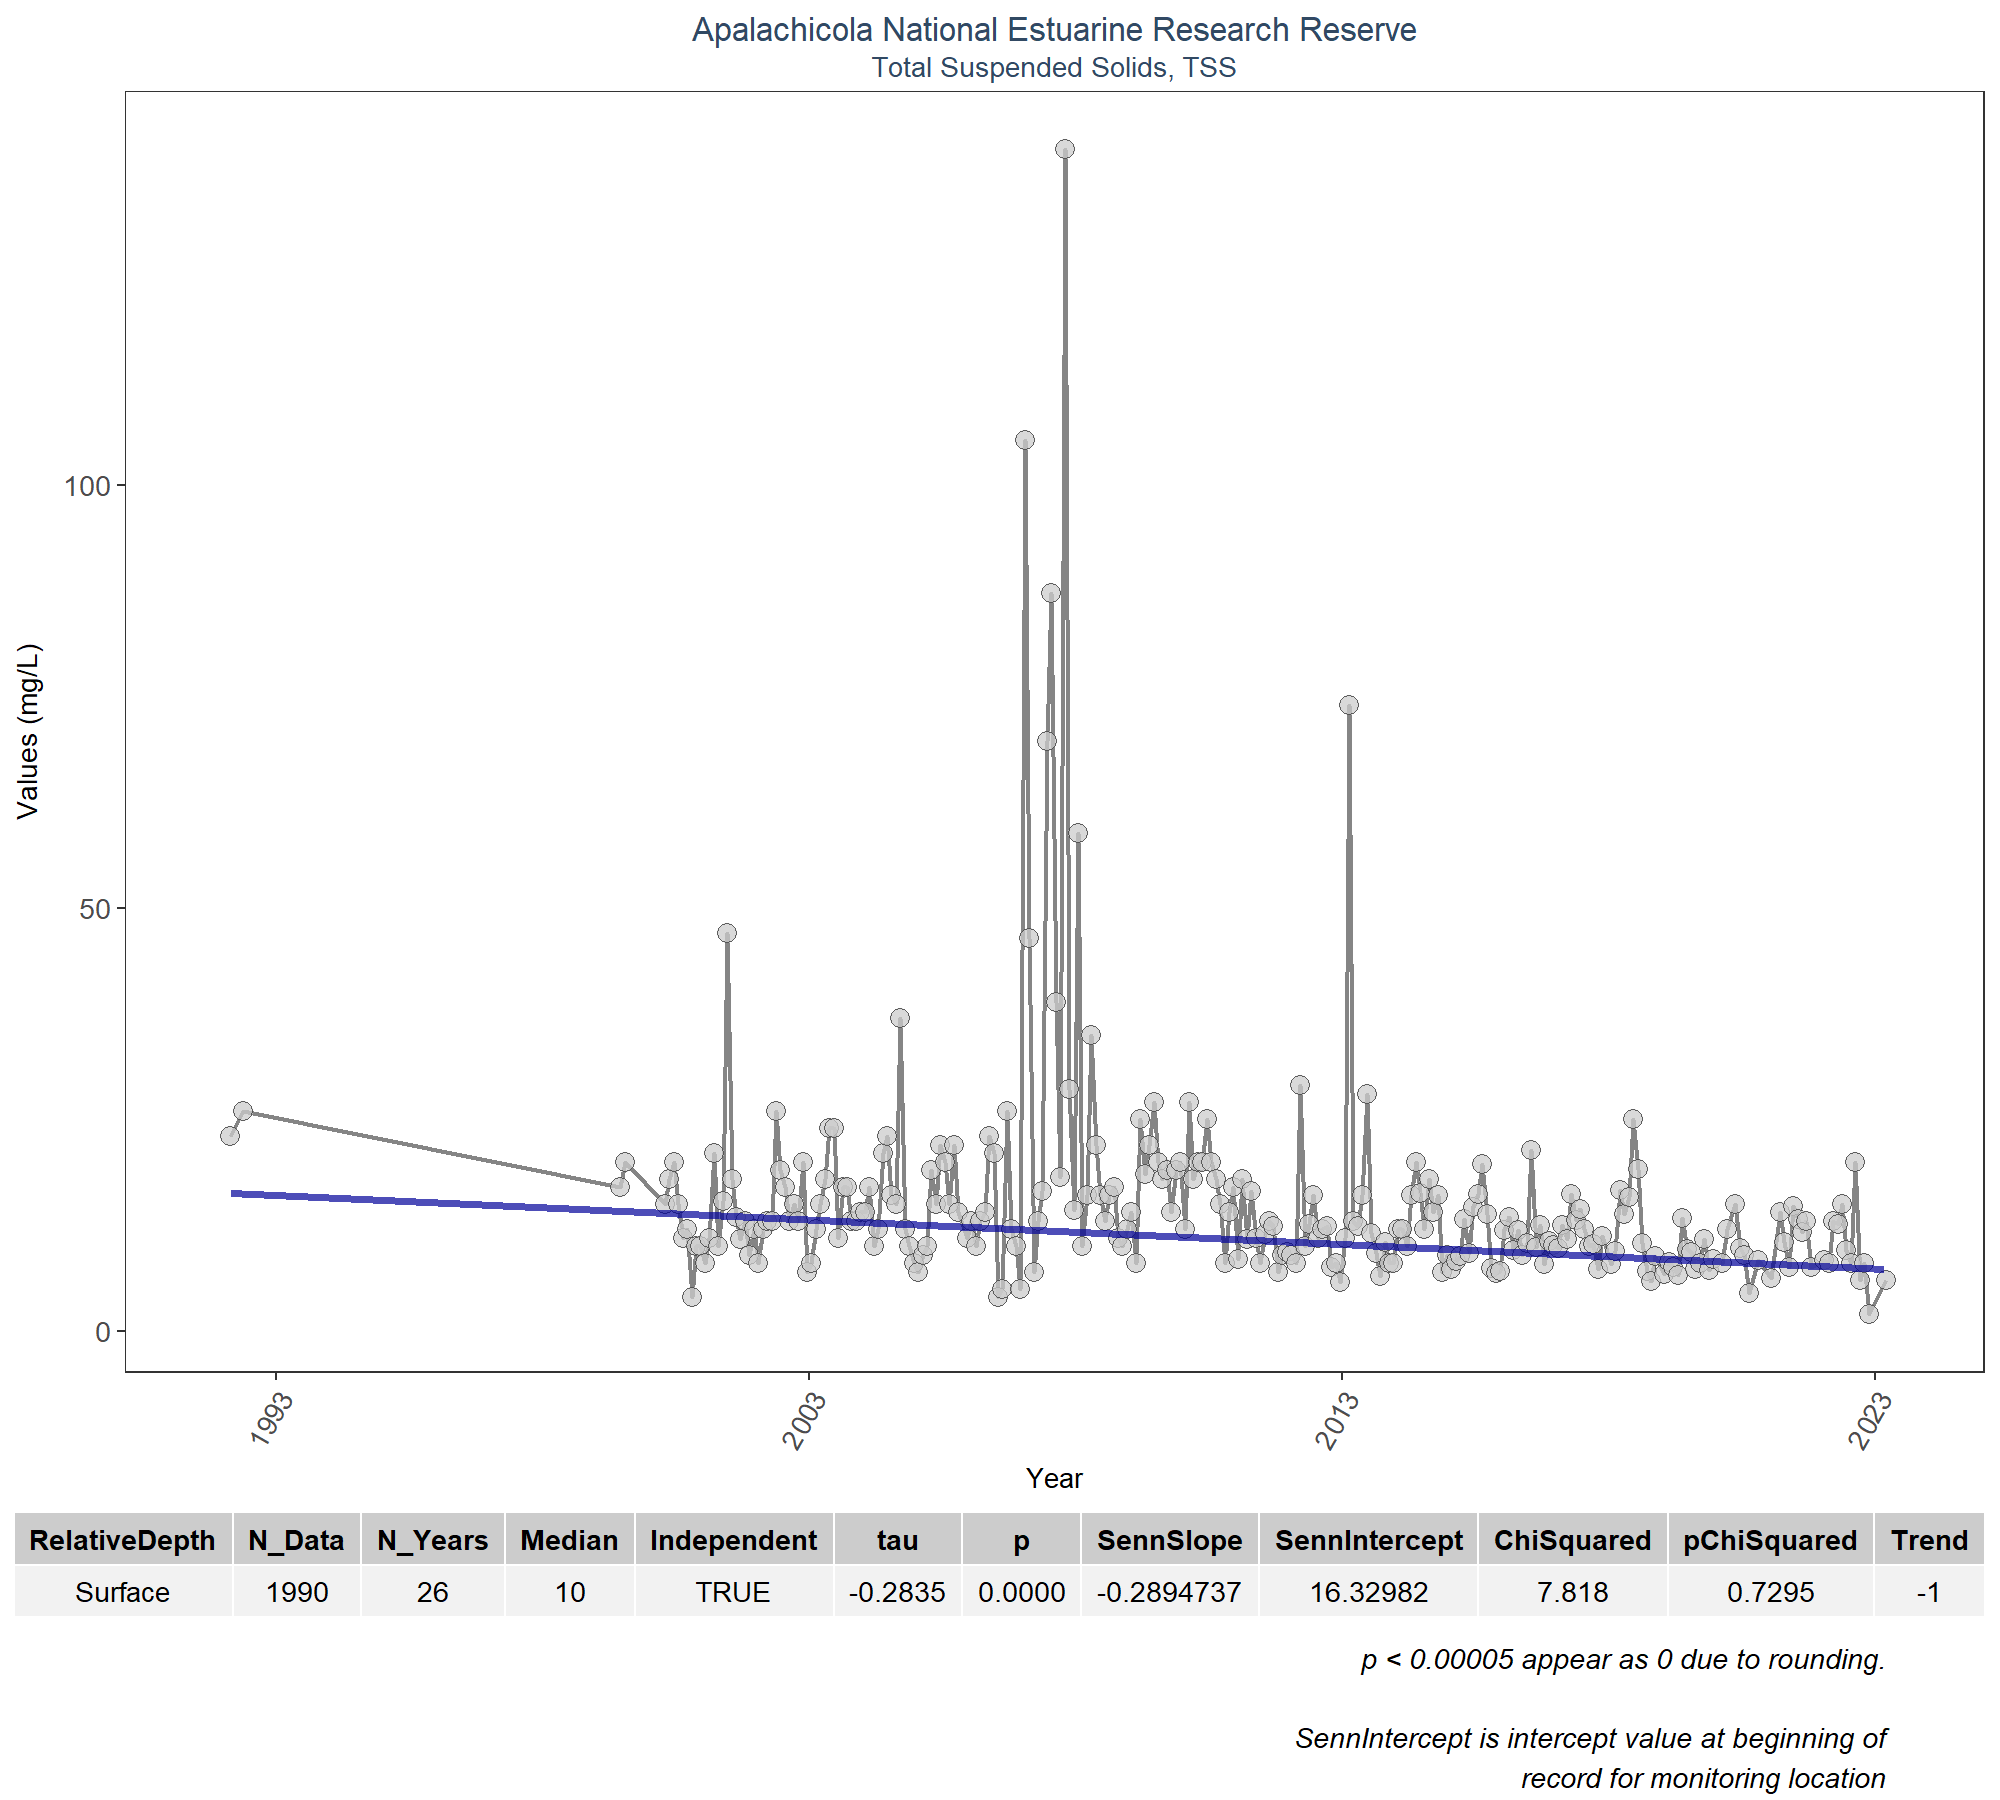 Apalachicola National Estuarine Research Reserve
Total Suspended Solids, TSS
Values (mg/L)
100
50
0
1993
2003
2013
2023
Year
RelativeDepth N_Data N_Years Median Independent tau p SennSlope SennIntercept ChiSquared pChiSquared Trend
Surface 1990 26 10 TRUE -0.2835 0.0000 -0.2894737 16.32982 7.818 0.7295 -1
p < 0.00005 appear as 0 due to rounding.
SennIntercept is intercept value at beginning of
record for monitoring location